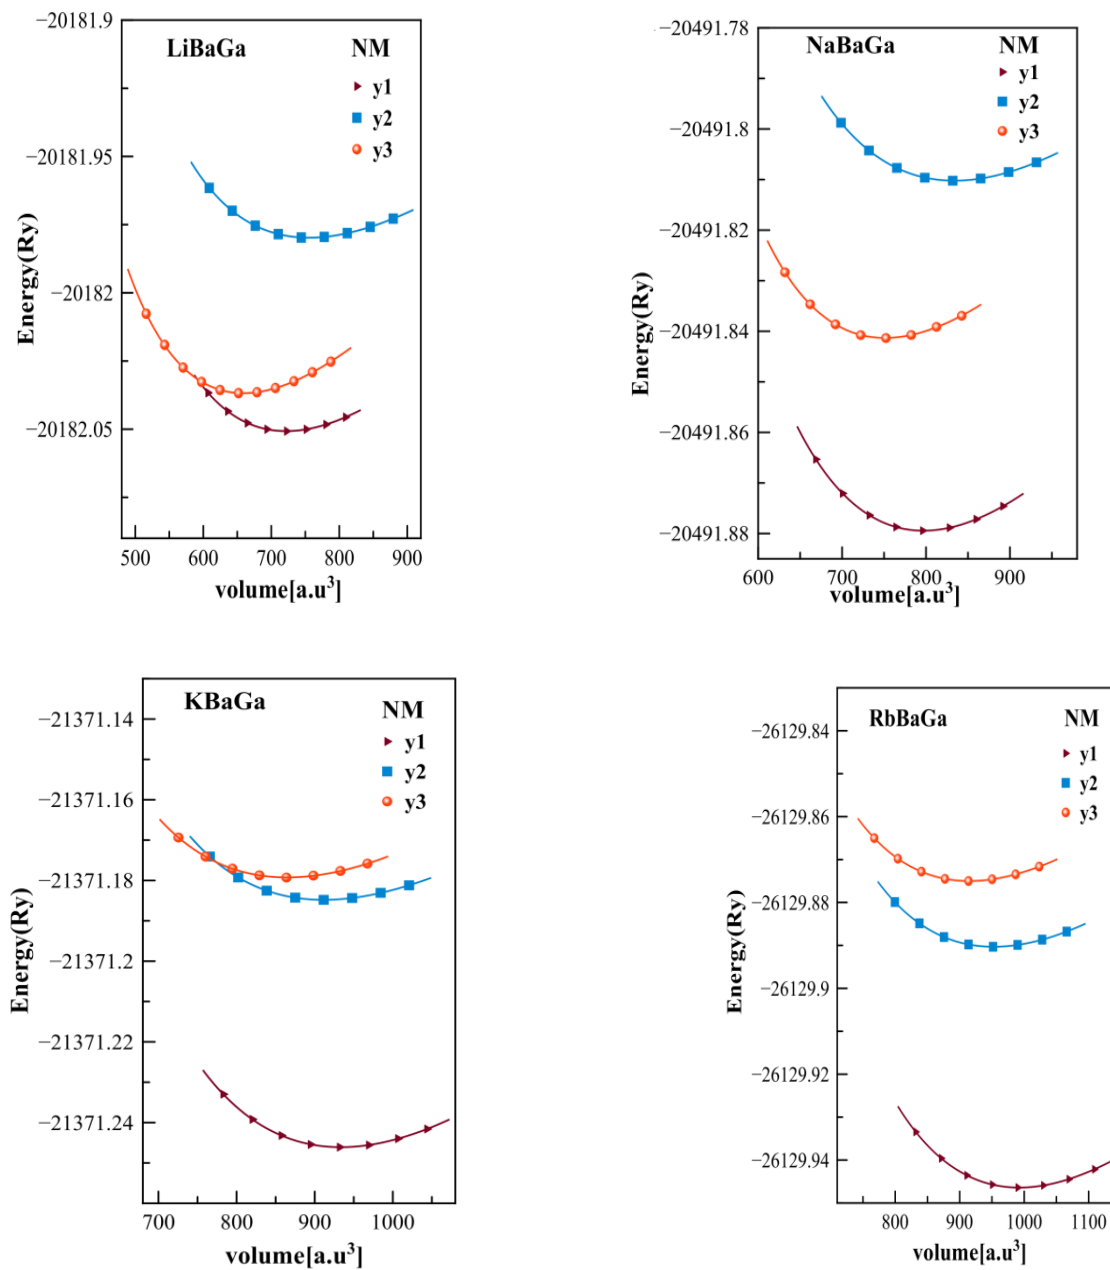 LiBaGa
NM
y1
y2
y3
−20181.9
−20181.95
−20182
−20182.05
Energy(Ry)
500 600 700 800 900
volume[a.u³]
NaBaGa
NM
y1
y2
y3
−20491.78
−20491.8
−20491.82
−20491.84
−20491.86
−20491.88
Energy(Ry)
600 700 800 900
volume[a.u³]
KBaGa
NM
y1
y2
y3
−21371.14
−21371.16
−21371.18
−21371.2
−21371.22
−21371.24
Energy(Ry)
700 800 900 1000
volume[a.u³]
RbBaGa
NM
y1
y2
y3
−26129.84
−26129.86
−26129.88
−26129.9
−26129.92
−26129.94
Energy(Ry)
800 900 1000 1100
volume[a.u³]